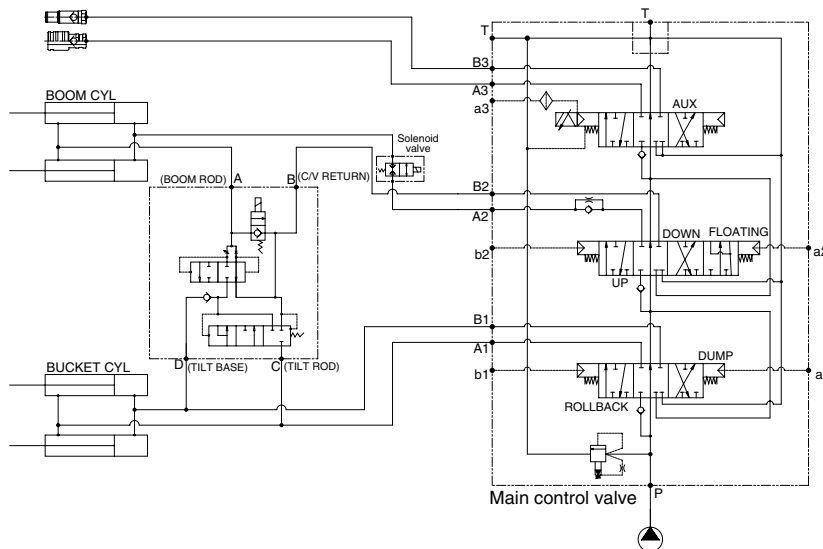 T
T
B3
A3
a3
AUX
BOOM CYL
Solenoid
valve
(BOOM ROD)
A
B
(C/V RETURN)
B2
A2
b2
DOWN
FLOATING
UP
B1
A1
b1
DUMP
ROLLBACK
D
(TILT BASE)
C
(TILT ROD)
BUCKET CYL
Main control valve
P